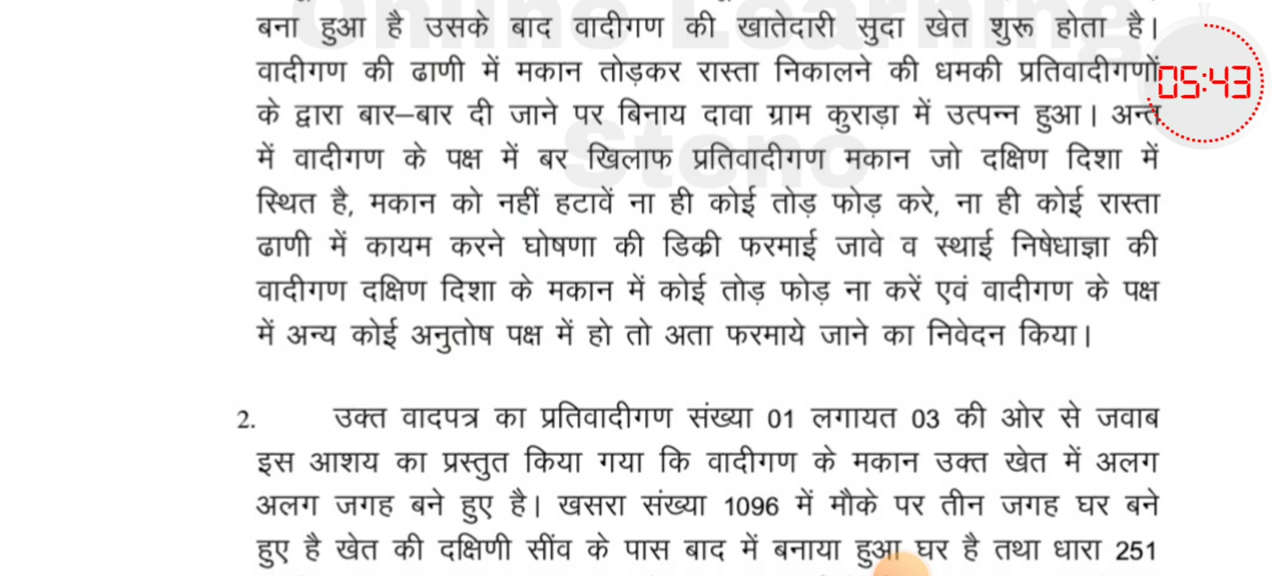 बना हुआ है उसके बाद वादीगण की खातेदारी सुदा खेत शुरू होता है।
वादीगण की ढाणी में मकान तोड़कर रास्ता निकालने की धमकी प्रतिवादीगणों
05:43
के द्वारा बार–बार दी जाने पर बिनाय दावा ग्राम कुराड़ा में उत्पन्न हुआ। अन्त
में वादीगण के पक्ष में बर खिलाफ प्रतिवादीगण मकान जो दक्षिण दिशा में
स्थित है, मकान को नहीं हटावें ना ही कोई तोड़ फोड़ करे, ना ही कोई रास्ता
ढाणी में कायम करने घोषणा की डिक्री फरमाई जावे व स्थाई निषेधाज्ञा की
वादीगण दक्षिण दिशा के मकान में कोई तोड़ फोड़ ना करें एवं वादीगण के पक्ष
में अन्य कोई अनुतोष पक्ष में हो तो अता फरमाये जाने का निवेदन किया।
2. उक्त वादपत्र का प्रतिवादीगण संख्या 01 लगायत 03 की ओर से जवाब
इस आशय का प्रस्तुत किया गया कि वादीगण के मकान उक्त खेत में अलग
अलग जगह बने हुए है। खसरा संख्या 1096 में मौके पर तीन जगह घर बने
हुए है खेत की दक्षिणी सींव के पास बाद में बनाया हुआ घर है तथा धारा 251
Online Learning
Steno